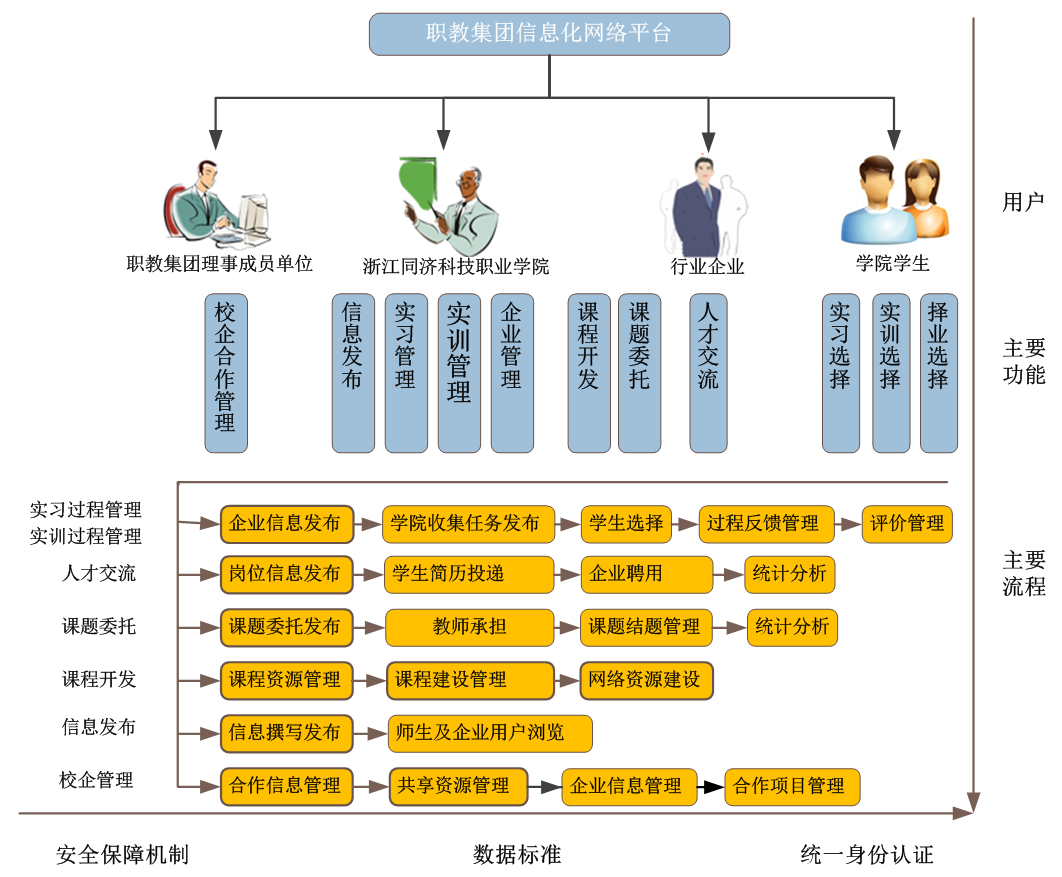 职教集团信息化网络平台
用户
职教集团理事成员单位
浙江同济科技职业学院
行业企业
学院学生
校企合作管理
信息发布
实习管理
实训管理
企业管理
课程开发
课题委托
人才交流
实习选择
实训选择
择业选择
主要
功能
实习过程管理
实训过程管理
企业信息发布
学院收集任务发布
学生选择
过程反馈管理
评价管理
人才交流
岗位信息发布
学生简历投递
企业聘用
统计分析
主要
流程
课题委托
课题委托发布
教师承担
课题结题管理
统计分析
课程开发
课程资源管理
课程建设管理
网络资源建设
信息发布
信息撰写发布
师生及企业用户浏览
校企管理
合作信息管理
共享资源管理
企业信息管理
合作项目管理
安全保障机制
数据标准
统一身份认证